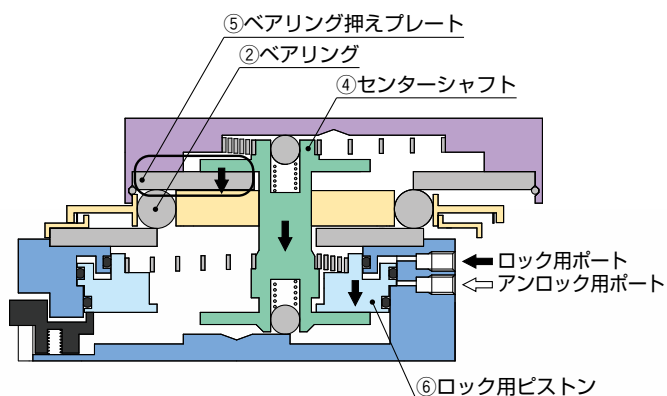 ⑤ベアリング押えプレート
②ベアリング
④センターシャフト
ロック用ポート
アンロック用ポート
⑥ロック用ピストン